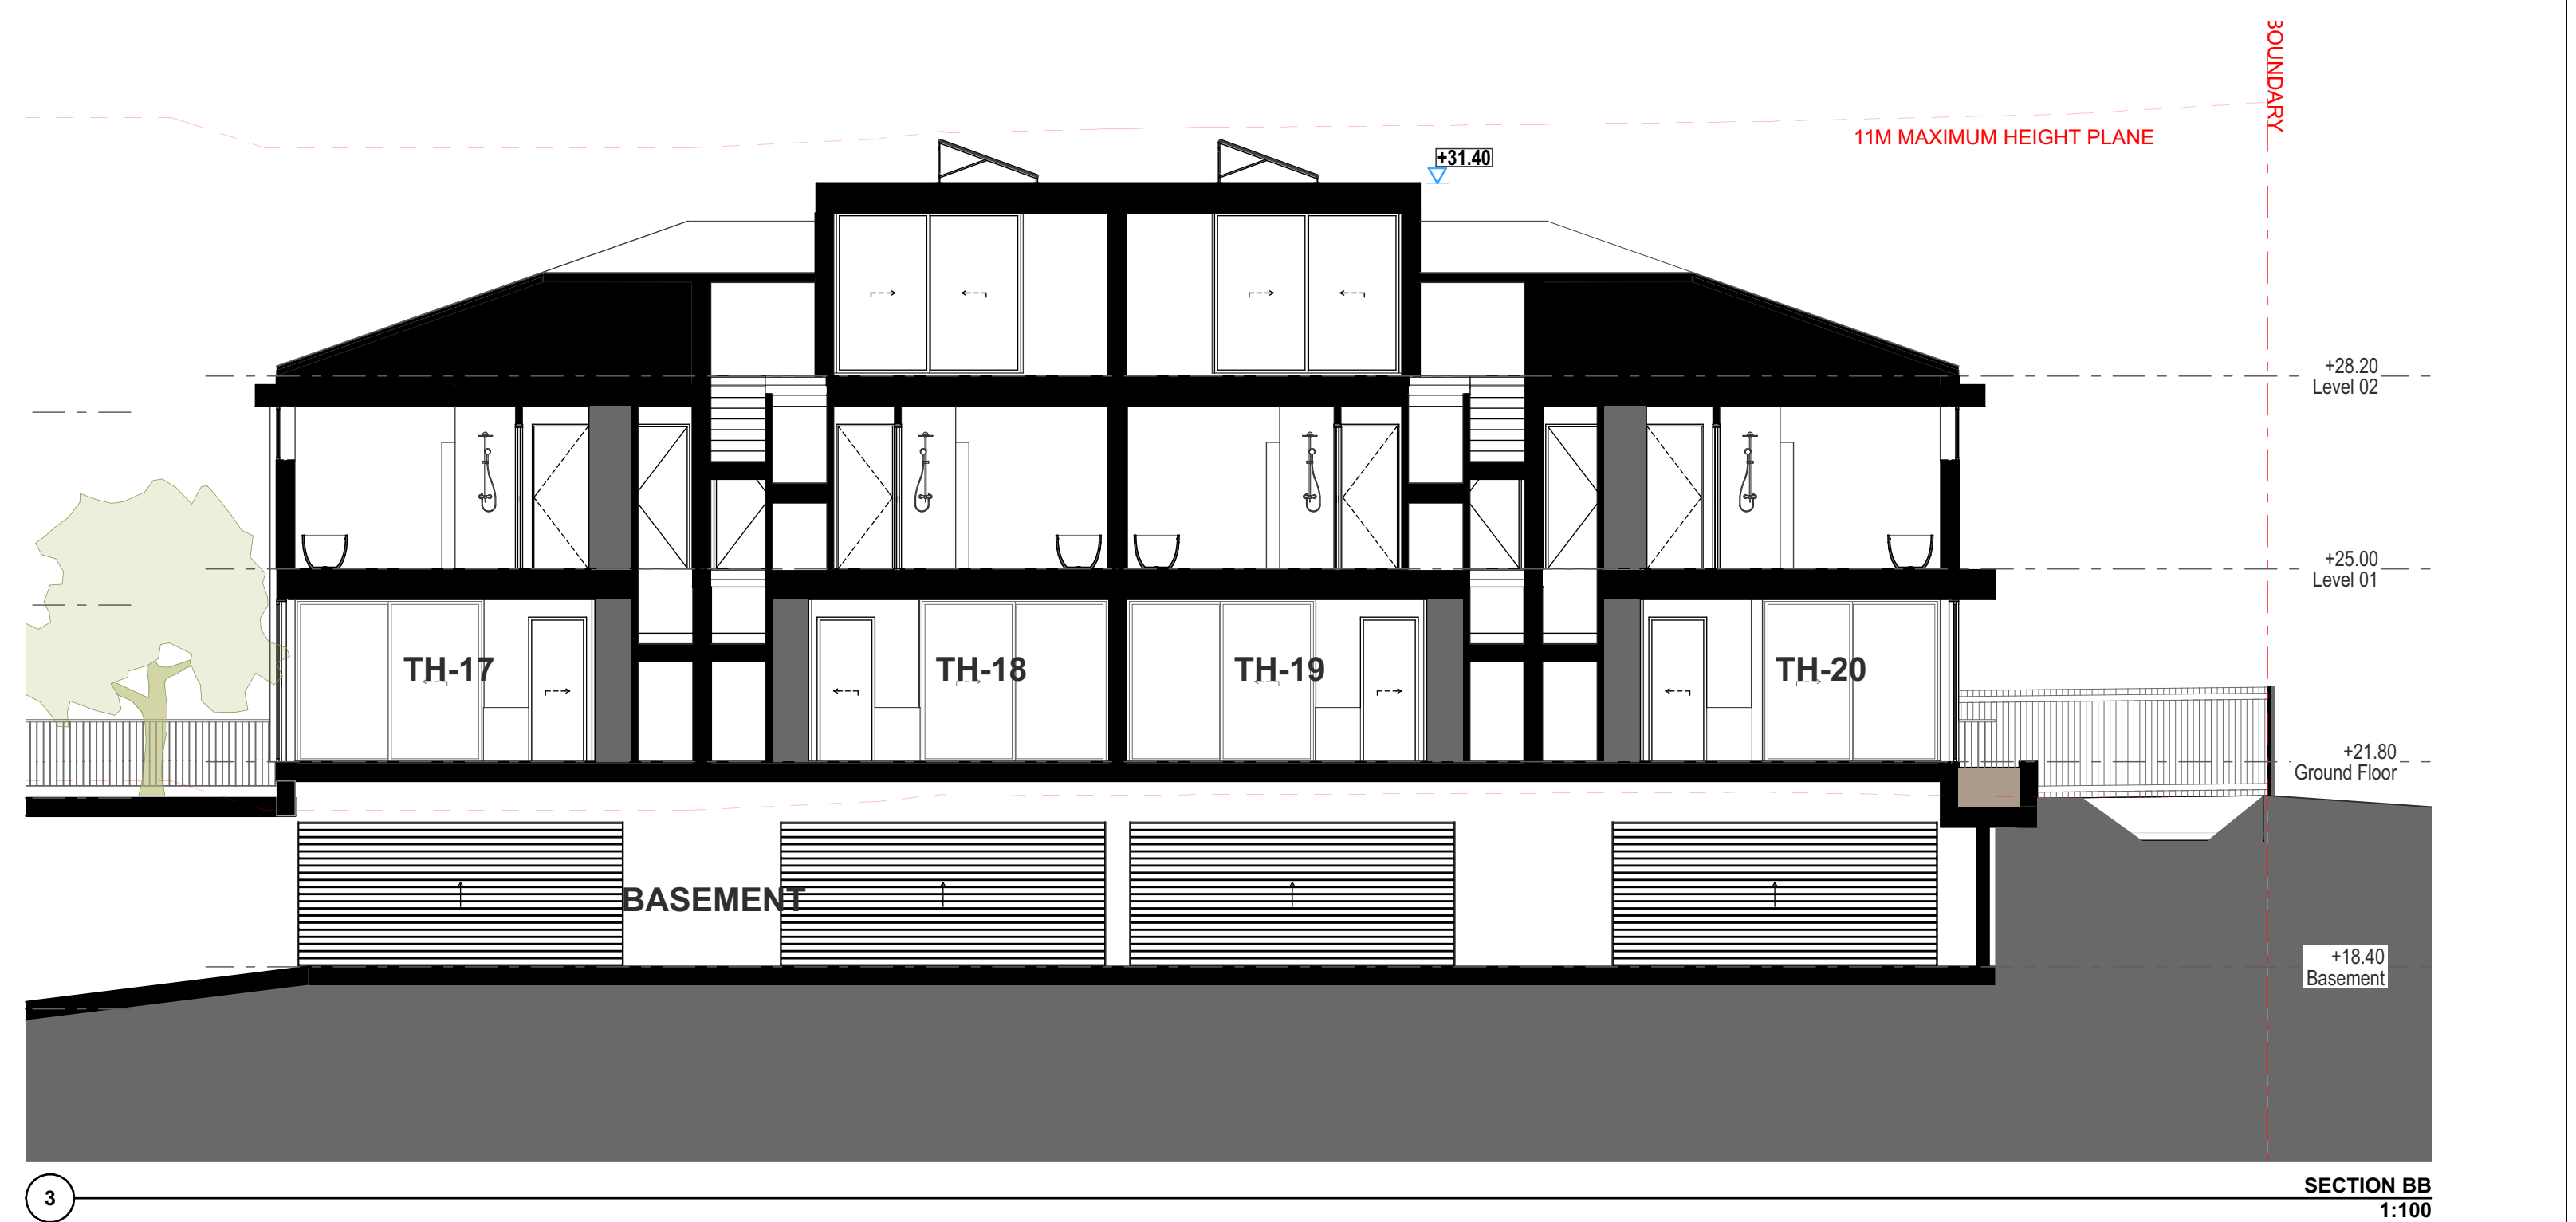 BOUNDARY
11M MAXIMUM HEIGHT PLANE
+31.40
+28.20
Level 02
+25.00
Level 01
TH-17
TH-18
TH-19
TH-20
+21.80
Ground Floor
BASEMENT
+18.40
Basement
3
SECTION BB
1:100